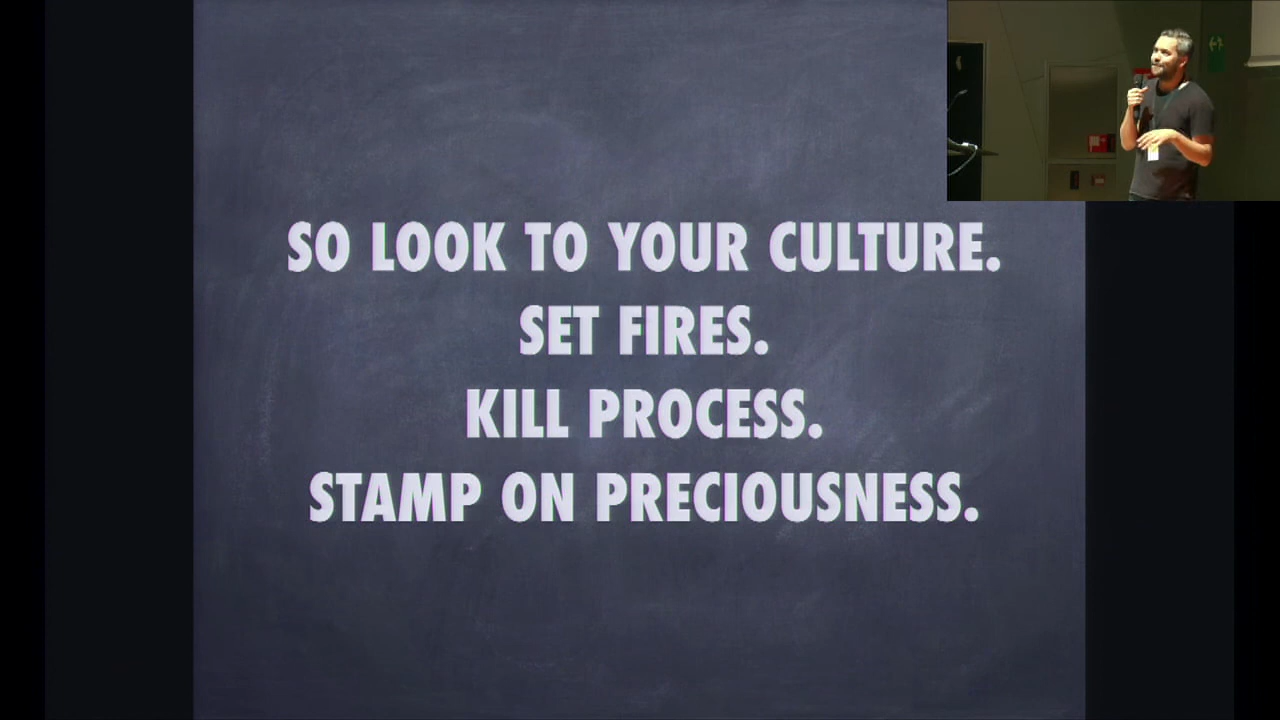 SO LOOK TO YOUR CULTURE.
SET FIRES.
KILL PROCESS.
STAMP ON PRECIOUSNESS.